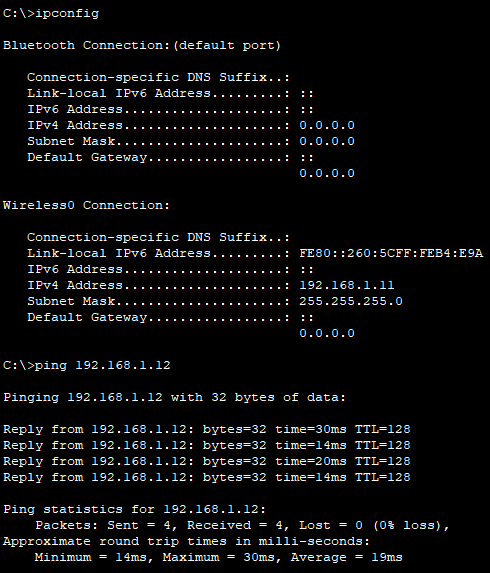 C:\>ipconfig
Bluetooth Connection:(default port)
Connection-specific DNS Suffix..:
Link-local IPv6 Address.........: ::
IPv6 Address....................: ::
IPv4 Address....................: 0.0.0.0
Subnet Mask.....................: 0.0.0.0
Default Gateway.................: ::
0.0.0.0
Wireless0 Connection:
Connection-specific DNS Suffix..:
Link-local IPv6 Address.........: FE80::260:5CFF:FEB4:E9A
IPv6 Address....................: ::
IPv4 Address....................: 192.168.1.11
Subnet Mask.....................: 255.255.255.0
Default Gateway.................: ::
0.0.0.0
C:\>ping 192.168.1.12
Pinging 192.168.1.12 with 32 bytes of data:
Reply from 192.168.1.12: bytes=32 time=30ms TTL=128
Reply from 192.168.1.12: bytes=32 time=14ms TTL=128
Reply from 192.168.1.12: bytes=32 time=20ms TTL=128
Reply from 192.168.1.12: bytes=32 time=14ms TTL=128
Ping statistics for 192.168.1.12:
Packets: Sent = 4, Received = 4, Lost = 0 (0% loss),
Approximate round trip times in milli-seconds:
Minimum = 14ms, Maximum = 30ms, Average = 19ms